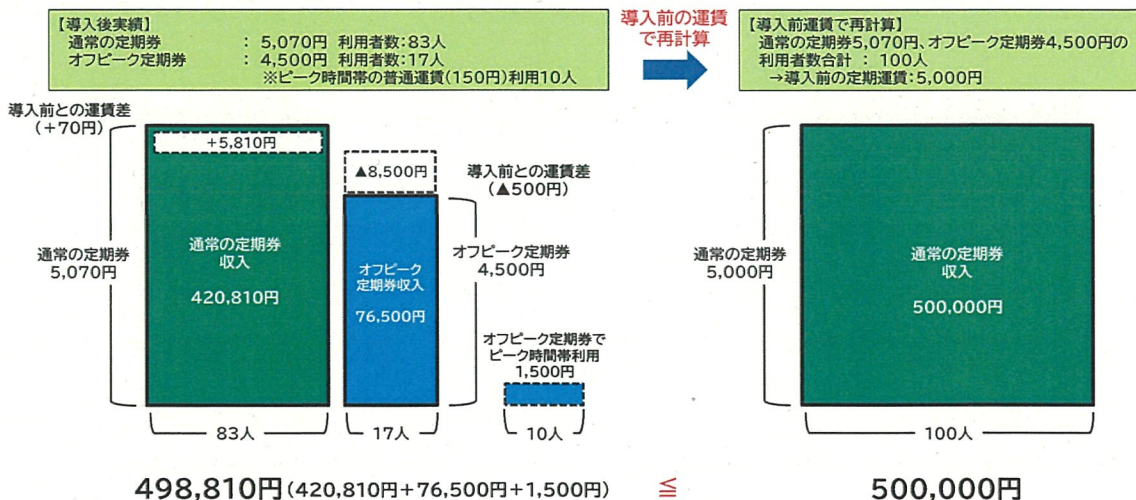 【導入後実績】
通常の定期券 : 5,070円 利用者数:83人
オフピーク定期券 : 4,500円 利用者数:17人
※ピーク時間帯の普通運賃(150円)利用10人
導入前の運賃
で再計算
【導入前運賃で再計算】
通常の定期券5,070円、オフピーク定期券4,500円の
利用者数合計 : 100人
→導入前の定期運賃:5,000円
導入前との運賃差
(+70円)
+5,810円
▲8,500円
導入前との運賃差
(▲500円)
通常の定期券
5,070円
通常の定期券
収入
420,810円
オフピーク
定期券収入
76,500円
オフピーク定期券
4,500円
オフピーク定期券で
ピーク時間帯利用
1,500円
83人
17人
10人
通常の定期券
5,000円
通常の定期券
収入
500,000円
100人
498,810円(420,810円+76,500円+1,500円)
≦
500,000円